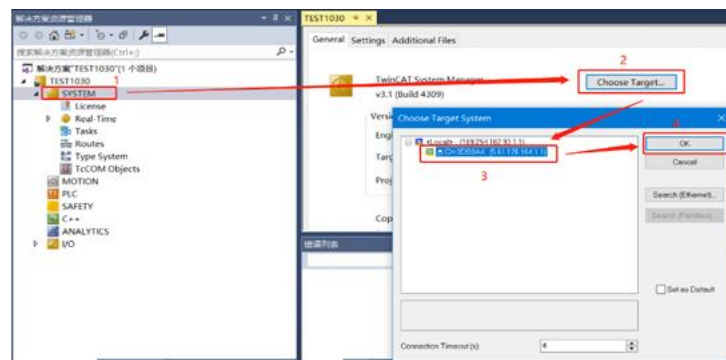 解决方案资源管理器
搜索解决方案资源管理器(Ctrl+;)
解决方案"TEST1030"(1 个项目)
TEST1030
1
SYSTEM
License
Real-Time
Tasks
Routes
Type System
TcCOM Objects
MOTION
PLC
SAFETY
C++
ANALYTICS
I/O
TEST1030
General Settings Additional Files
2
TwinCAT System Manager
v3.1 (Build 4309)
Choose Target...
Choose Target System
3
OK
Cancel
Search (Ethernet)...
Search (Fieldbus)...
Set as Default
Connection Timeout (s):
4
错误列表